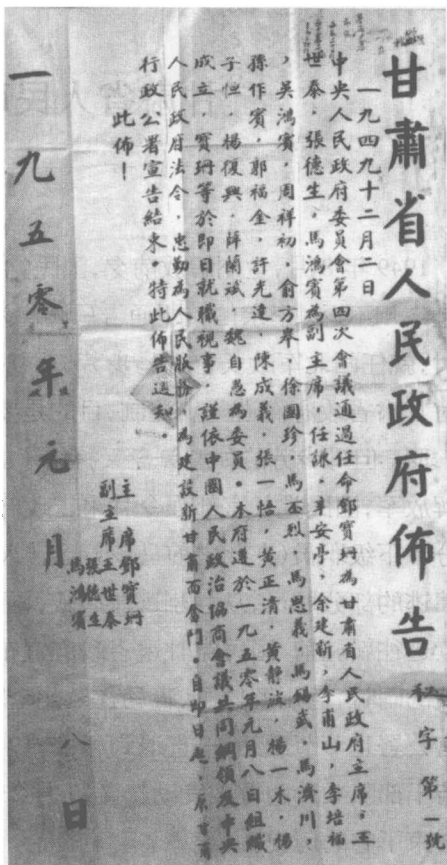 甘肅省人民政府佈告
秘字第一號
一九四九十二月二日
中央人民政府委員會第四次會議通過任命鄧寶珊為甘肅省人民政府主席，王
世泰，張德生，馬鴻賓為副主席，任謙，辛安亭，余建新，李甫山，李培福
，吳鴻賓，周祥初，俞方皋，徐國珍，馬丕烈，馬思義，馬錫武，馬濟川，
孫作賓，郭福金，許光達，陳成義，張一悟，黃正清，黃靜波，楊一木，楊
子恒，楊復興，薛蘭斌，魏自愚為委員。本府遵於一九五零年元月八日組織
成立，寶珊等於即日就職視事，謹依中國人民政治協商會議共同綱領及中央
人民政府法令，忠勤為人民服務，為建設新甘肅而奮鬥。自即日起，原甘肅
行政公署宣告結束。特此佈告週知。
此佈！
主席鄧寶珊
副主席王世泰
張德生
馬鴻賓
一九五零年元月八日